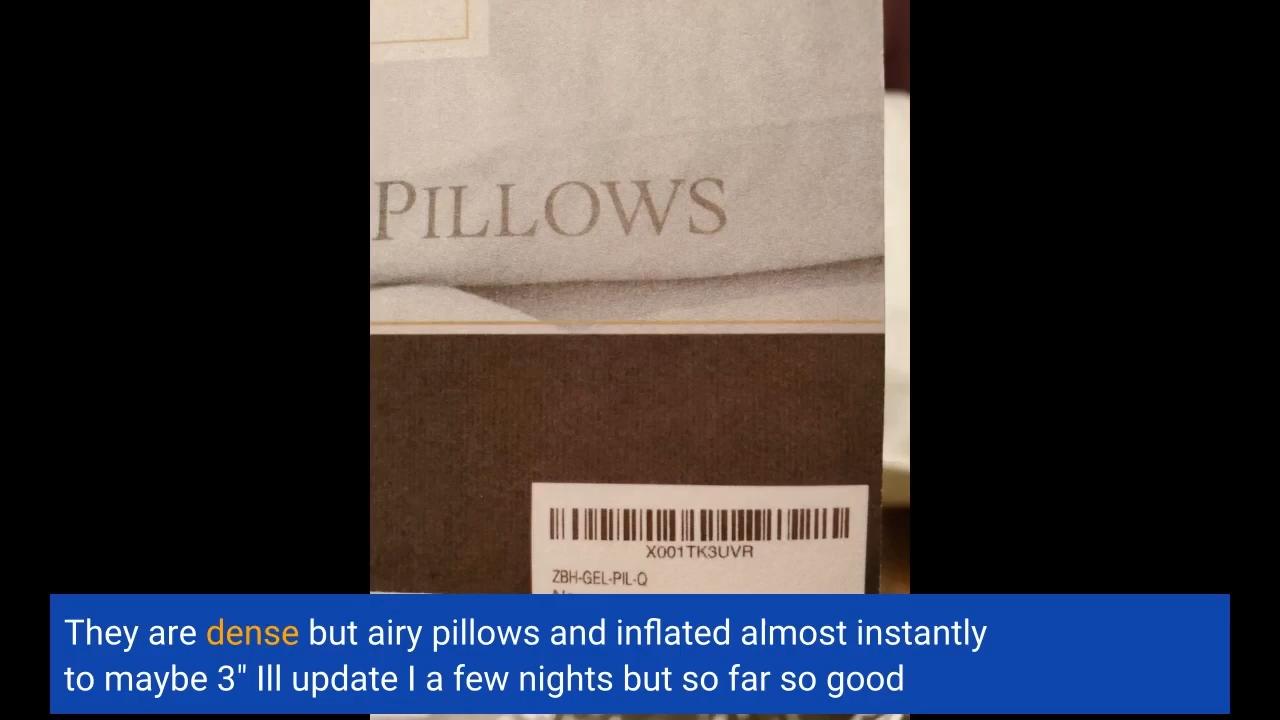 PILLOWS
X001TK3UVR
ZBH-GEL-PIL-Q
They are dense but airy pillows and inflated almost instantly
to maybe 3" Ill update I a few nights but so far so good